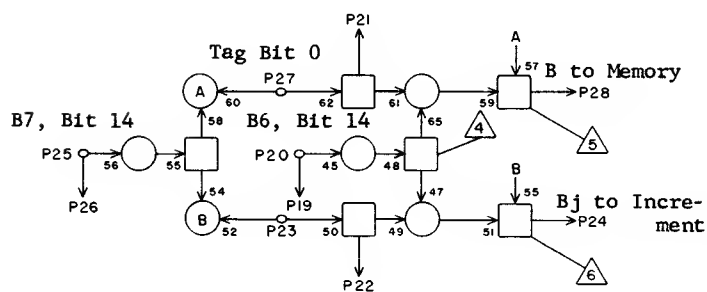 P21
Tag Bit 0
A
57
B to Memory
A
60
P27
62
61
59
P28
58
65
B7, Bit 14
B6, Bit 14
4
5
P25
56
55
P20
45
48
P26
54
P19
47
B
55
Bj to Incre-
ment
B
52
P23
50
49
51
P24
P22
6